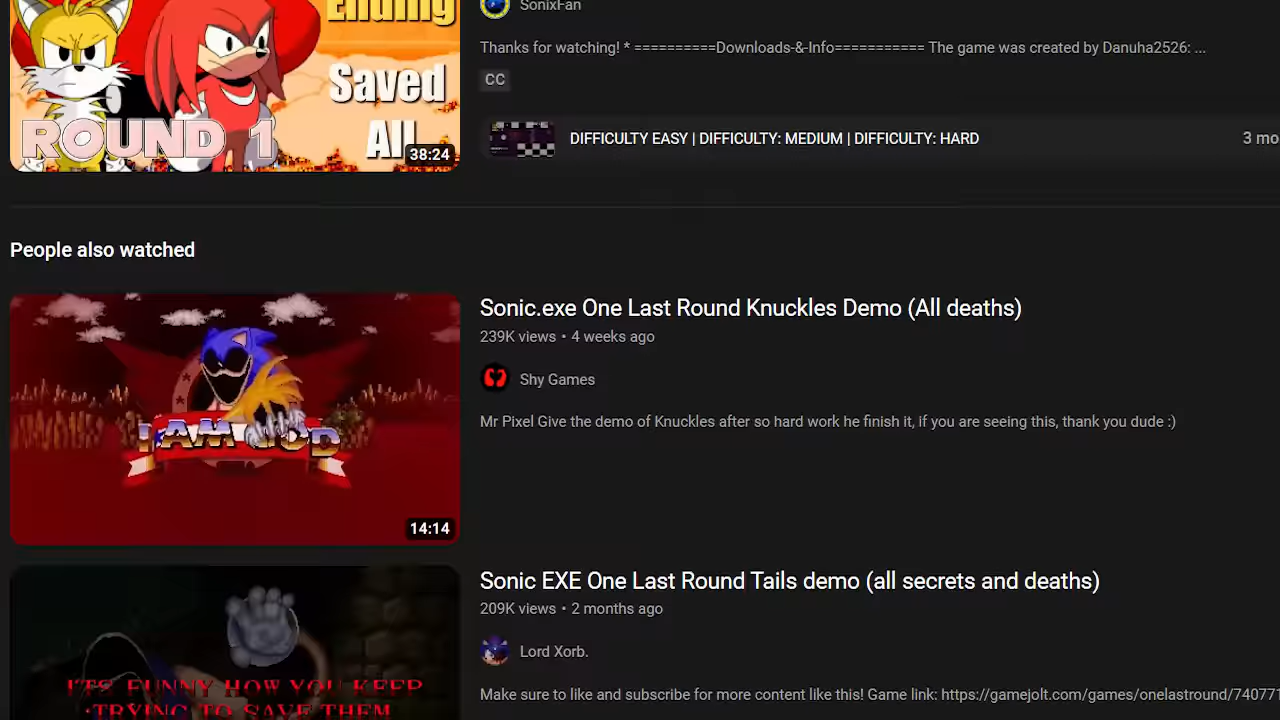 Ending
Saved
All
ROUND 1
38:24
SonixFan
Thanks for watching! * ==========Downloads-&-Info=========== The game was created by Danuha2526: ...
CC
DIFFICULTY EASY | DIFFICULTY: MEDIUM | DIFFICULTY: HARD
3 mo
People also watched
I AM GOD
14:14
Sonic.exe One Last Round Knuckles Demo (All deaths)
239K views • 4 weeks ago
Shy Games
Mr Pixel Give the demo of Knuckles after so hard work he finish it, if you are seeing this, thank you dude :)
IT'S FUNNY HOW YOU KEEP
TRYING TO SAVE THEM
Sonic EXE One Last Round Tails demo (all secrets and deaths)
209K views • 2 months ago
Lord Xorb.
Make sure to like and subscribe for more content like this! Game link: https://gamejolt.com/games/onelastround/740771